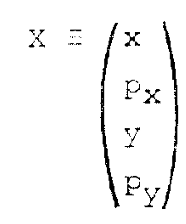 X ≡ (x
p_x
y
p_y)